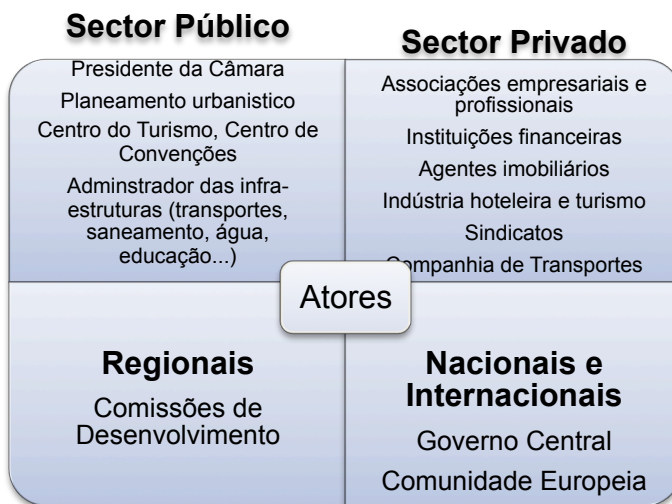 Sector Público
Presidente da Câmara
Planeamento urbanistico
Centro do Turismo, Centro de
Convenções
Adminstrador das infra-
estruturas (transportes,
saneamento, água,
educação...)
Sector Privado
Associações empresariais e
profissionais
Instituições financeiras
Agentes imobiliários
Indústria hoteleira e turismo
Sindicatos
Companhia de Transportes
Atores
Regionais
Comissões de
Desenvolvimento
Nacionais e
Internacionais
Governo Central
Comunidade Europeia